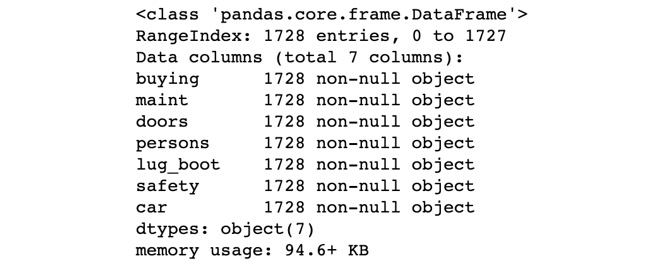 <class 'pandas.core.frame.DataFrame'>
RangeIndex: 1728 entries, 0 to 1727
Data columns (total 7 columns):
buying      1728 non-null object
maint       1728 non-null object
doors       1728 non-null object
persons     1728 non-null object
lug_boot    1728 non-null object
safety      1728 non-null object
car         1728 non-null object
dtypes: object(7)
memory usage: 94.6+ KB